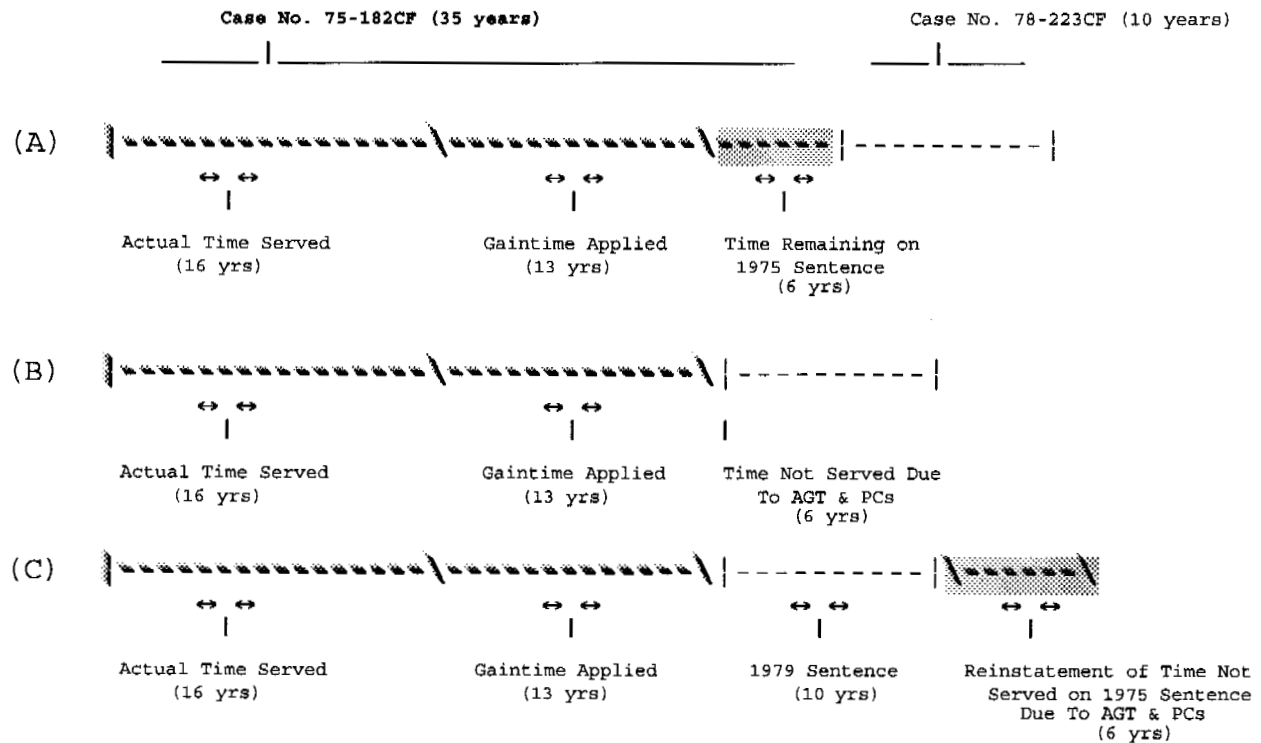 Case No. 75-182CF (35 years) Case No. 78-223CF (10 years)
(A)
Actual Time Served Gaintime Applied Time Remaining on
(16 yrs) (13 yrs) 1975 Sentence
(6 yrs)
(B)
Actual Time Served Gaintime Applied Time Not Served Due
(16 yrs) (13 yrs) To AGT & PCs
(6 yrs)
(C)
Actual Time Served Gaintime Applied 1979 Sentence Reinstatement of Time Not
(16 yrs) (13 yrs) (10 yrs) Served on 1975 Sentence
Due To AGT & PCs
(6 yrs)